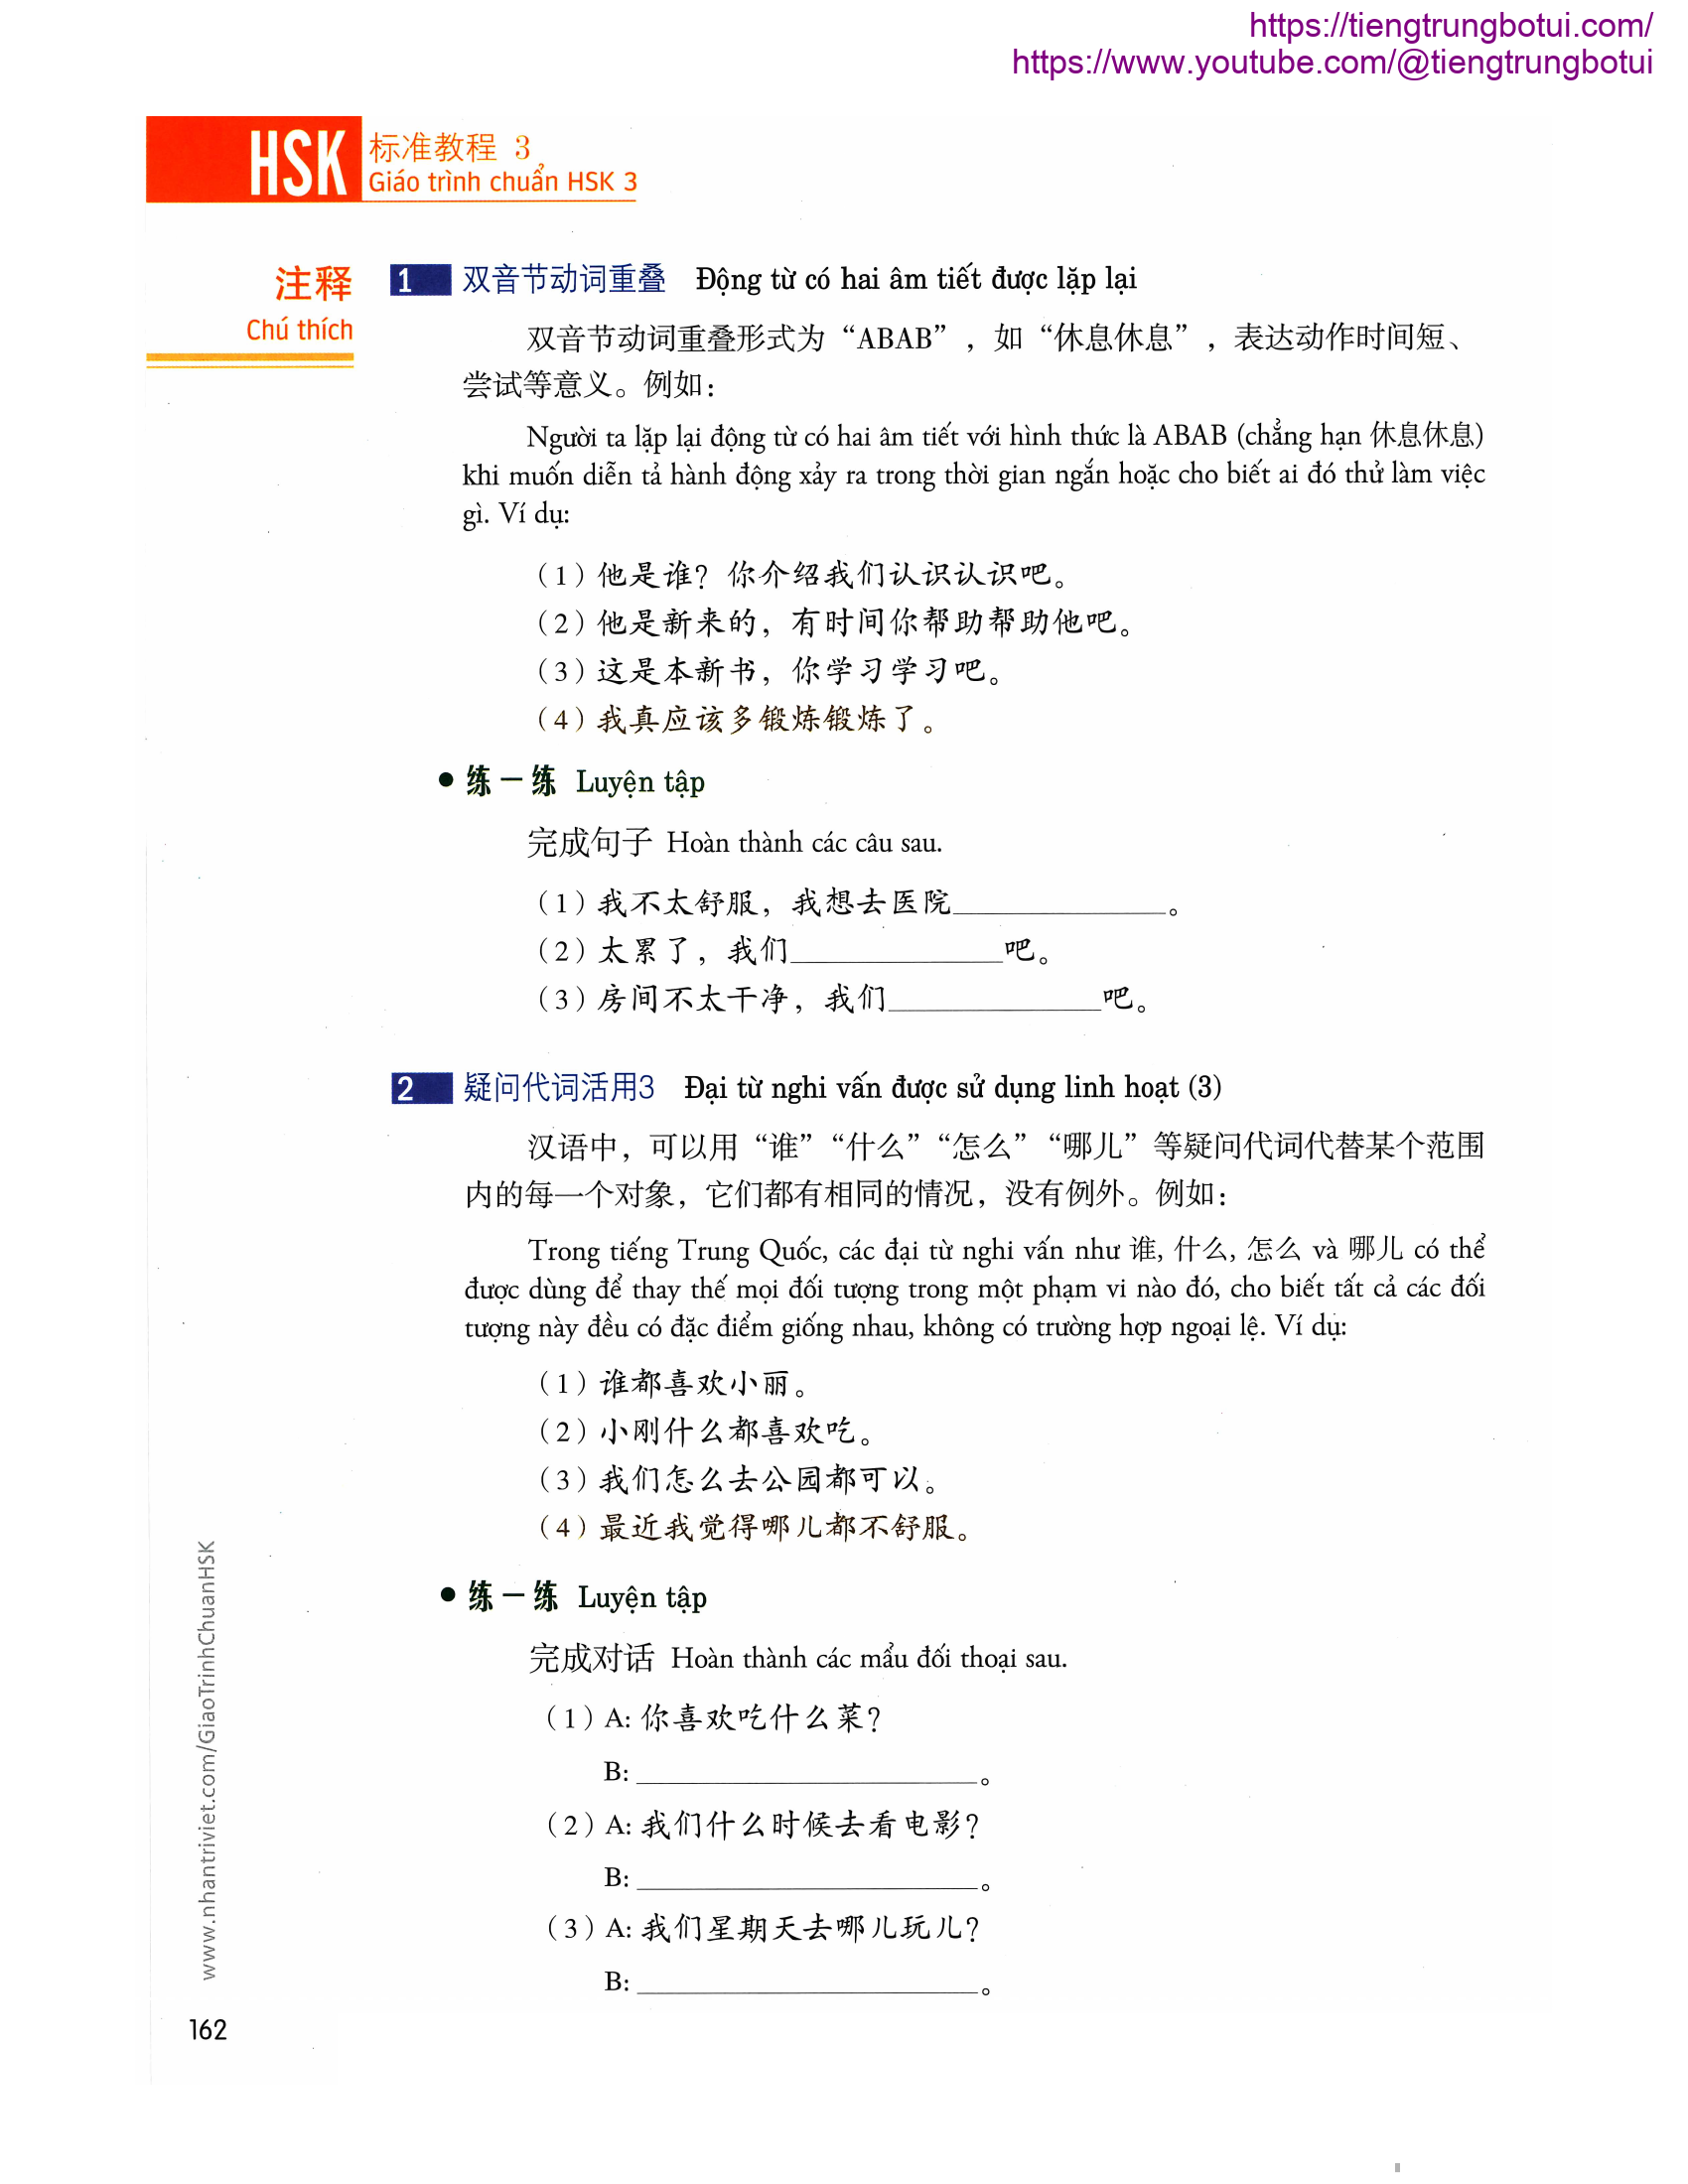 https://tiengtrungbotui.com/
https://www.youtube.com/@tiengtrungbotui
HSK 标准教程 3
Giáo trình chuẩn HSK 3
注释
Chú thích
1 双音节动词重叠 Động từ có hai âm tiết được lặp lại
双音节动词重叠形式为“ABAB”，如“休息休息”，表达动作时间短、
尝试等意义。例如：
Người ta lặp lại động từ có hai âm tiết với hình thức là ABAB (chẳng hạn 休息休息)
khi muốn diễn tả hành động xảy ra trong thời gian ngắn hoặc cho biết ai đó thử làm việc
gì. Ví dụ:
（1）他是谁？你介绍我们认识认识吧。
（2）他是新来的，有时间你帮助帮助他吧。
（3）这是本新书，你学习学习吧。
（4）我真应该多锻炼锻炼了。
● 练一练 Luyện tập
完成句子 Hoàn thành các câu sau.
（1）我不太舒服，我想去医院______________。
（2）太累了，我们______________吧。
（3）房间不太干净，我们______________吧。
2 疑问代词活用3 Đại từ nghi vấn được sử dụng linh hoạt (3)
汉语中，可以用“谁”“什么”“怎么”“哪儿”等疑问代词代替某个范围
内的每一个对象，它们都有相同的情况，没有例外。例如：
Trong tiếng Trung Quốc, các đại từ nghi vấn như 谁, 什么, 怎么 và 哪儿 có thể
được dùng để thay thế mọi đối tượng trong một phạm vi nào đó, cho biết tất cả các đối
tượng này đều có đặc điểm giống nhau, không có trường hợp ngoại lệ. Ví dụ:
（1）谁都喜欢小丽。
（2）小刚什么都喜欢吃。
（3）我们怎么去公园都可以。
（4）最近我觉得哪儿都不舒服。
● 练一练 Luyện tập
完成对话 Hoàn thành các mẩu đối thoại sau.
（1）A: 你喜欢吃什么菜？
B: ______________________。
（2）A: 我们什么时候去看电影？
B: ______________________。
（3）A: 我们星期天去哪儿玩儿？
B: ______________________。
www.nhantriviet.com/GiaoTrinhChuanHSK
162